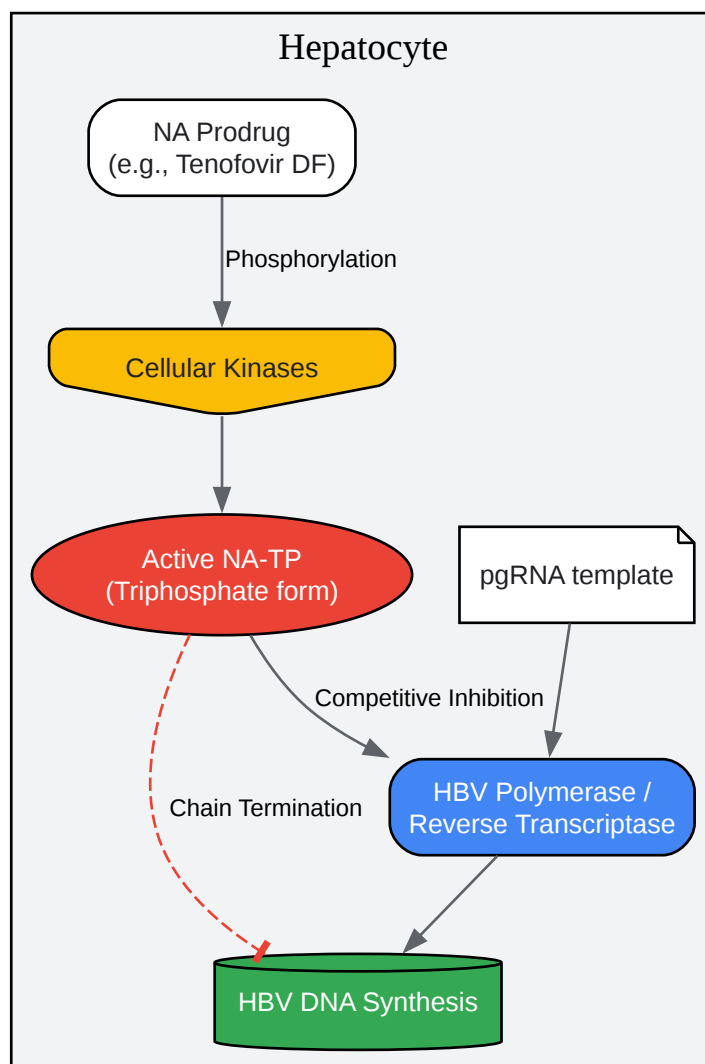 Hepatocyte
NA Prodrug
(e.g., Tenofovir DF)
Phosphorylation
Cellular Kinases
Active NA-TP
(Triphosphate form)
pgRNA template
Competitive Inhibition
HBV Polymerase /
Reverse Transcriptase
Chain Termination
HBV DNA Synthesis